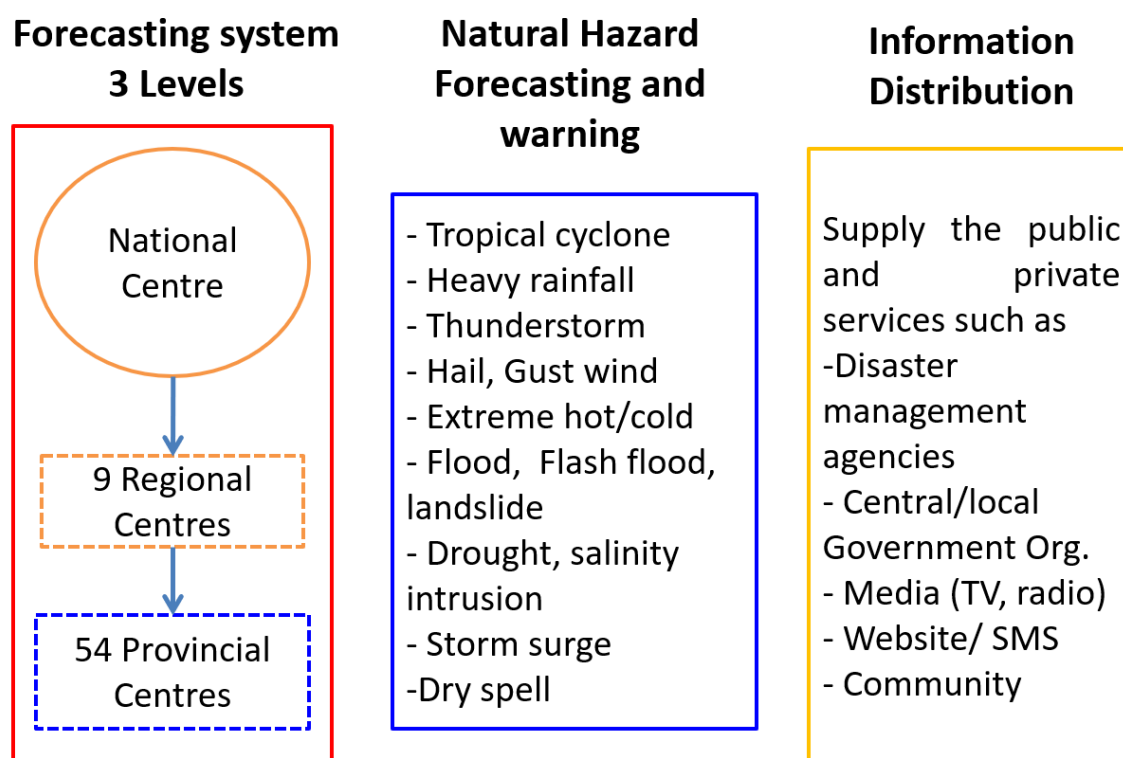 Forecasting system
3 Levels
National
Centre
9 Regional
Centres
54 Provincial
Centres
Natural Hazard
Forecasting and
warning
- Tropical cyclone
- Heavy rainfall
- Thunderstorm
- Hail, Gust wind
- Extreme hot/cold
- Flood,  Flash flood,
landslide
- Drought, salinity
intrusion
- Storm surge
-Dry spell
Information
Distribution
Supply the public
and private
services such as
-Disaster
management
agencies
- Central/local
Government Org.
- Media (TV, radio)
- Website/ SMS
- Community